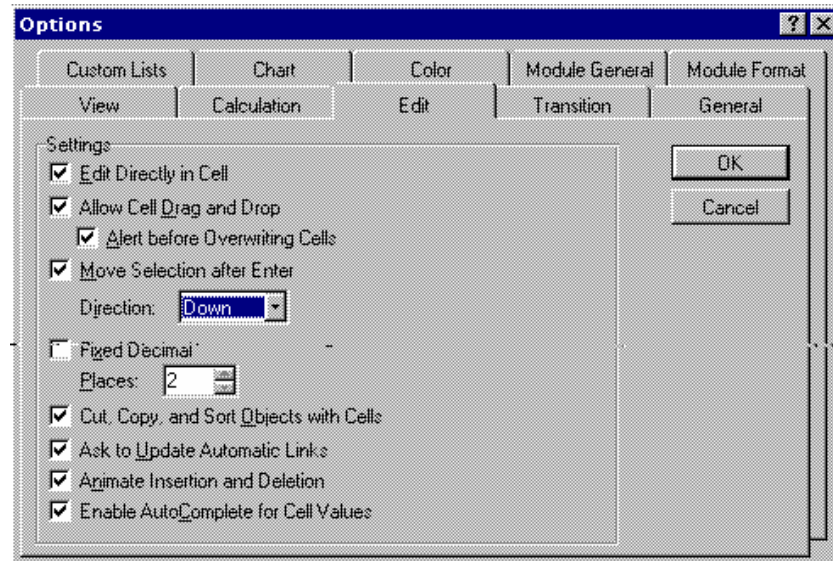 Options
Custom Lists Chart Color Module General Module Format
View Calculation Edit Transition General
Settings
Edit Directly in Cell
OK
Allow Cell Drag and Drop
Cancel
Alert before Overwriting Cells
Move Selection after Enter
Direction: Down
Fixed Decimal
Places: 2
Cut, Copy, and Sort Objects with Cells
Ask to Update Automatic Links
Animate Insertion and Deletion
Enable AutoComplete for Cell Values